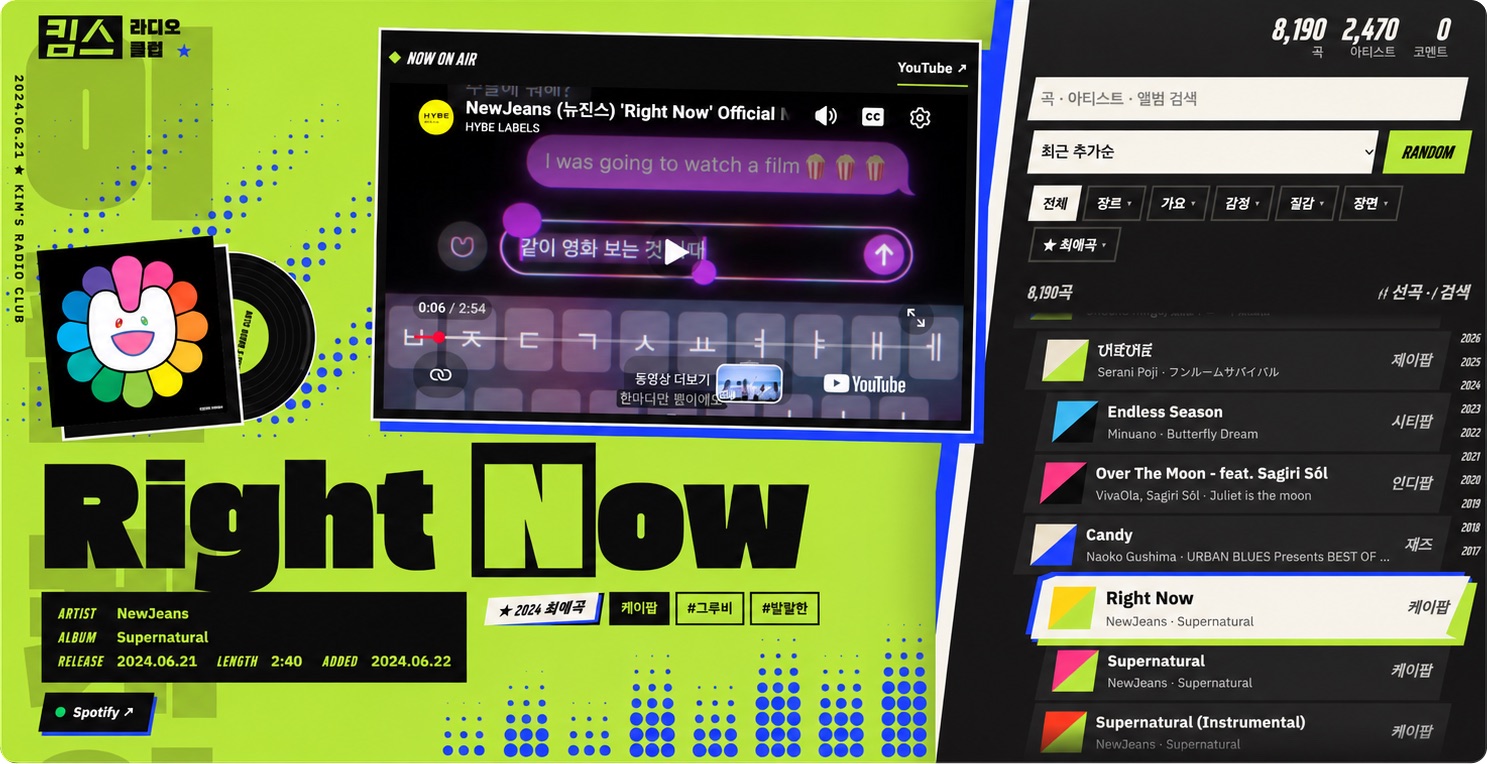 킴스 라디오 클럽
2024.06.21 ★ KIM'S RADIO CLUB
NOW ON AIR
YouTube ↗
HYBE
NewJeans (뉴진스) 'Right Now' Official
HYBE LABELS
CC
I was going to watch a film 🍿 🍿 🍿
같이 영화 보는 것
0:06 / 2:54
ㅂ ㅈ ㄷ ㄱ ㅅ ㅛ ㅕ ㅑ ㅐ ㅔ
동영상 더보기
YouTube
Right Now
ARTIST NewJeans
ALBUM Supernatural
RELEASE 2024.06.21 LENGTH 2:40 ADDED 2024.06.22
★ 2024 최애곡
케이팝
#그루비
#발랄한
Spotify ↗
8,190 2,470 0
곡 아티스트 코멘트
곡 · 아티스트 · 앨범 검색
최근 추가순
RANDOM
전체 장르 가요 감정 질감 장면
★ 최애곡
8,190곡
↑↓ 선곡 · / 검색
Serani Poji · フンルームサバイバル
제이팝
Endless Season
Minuano · Butterfly Dream
시티팝
Over The Moon - feat. Sagiri Sól
VivaOla, Sagiri Sól · Juliet is the moon
인디팝
Candy
Naoko Gushima · URBAN BLUES Presents BEST OF ...
재즈
Right Now
NewJeans · Supernatural
케이팝
Supernatural
NewJeans · Supernatural
케이팝
Supernatural (Instrumental)
NewJeans · Supernatural
케이팝
2026
2025
2024
2023
2022
2021
2020
2019
2018
2017